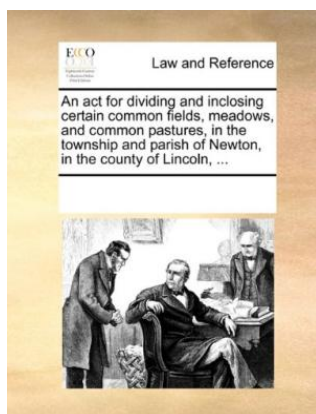 ECCO
Law and Reference
An act for dividing and inclosing
certain common fields, meadows,
and common pastures, in the
township and parish of Newton,
in the county of Lincoln, ...